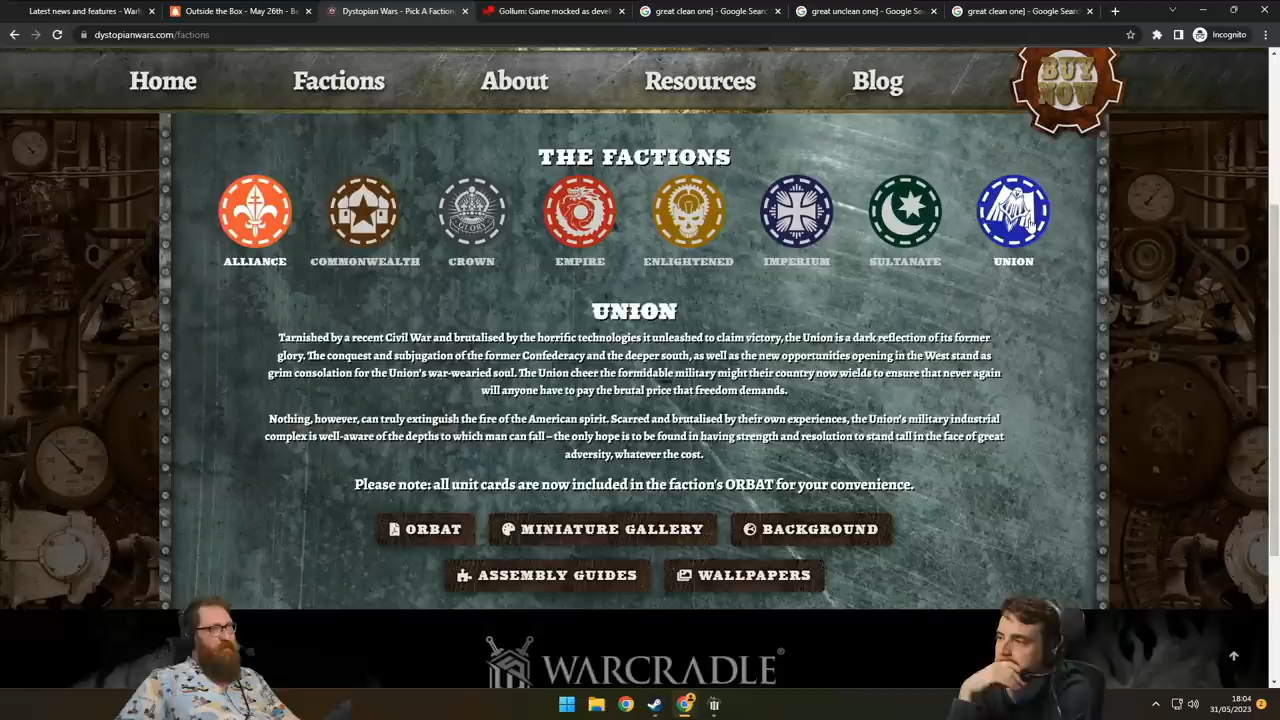 Latest news and features - Warh
Outside the Box - May 26th - Be
Dystopian Wars - Pick A Faction
Gollum: Game mocked as devel
great clean one] - Google Searc
great unclean one] - Google Sea
great clean one] - Google Searc
dystopianwars.com/factions
Incognito
Home
Factions
About
Resources
Blog
BUY
NOW
THE FACTIONS
GLORY
ALLIANCE
COMMONWEALTH
CROWN
EMPIRE
ENLIGHTENED
IMPERIUM
SULTANATE
UNION
UNION
Tarnished by a recent Civil War and brutalised by the horrific technologies it unleashed to claim victory, the Union is a dark reflection of its former
glory. The conquest and subjugation of the former Confederacy and the deeper south, as well as the new opportunities opening in the West stand as
grim consolation for the Union's war-wearied soul. The Union cheer the formidable military might their country now wields to ensure that never again
will anyone have to pay the brutal price that freedom demands.
Nothing, however, can truly extinguish the fire of the American spirit. Scarred and brutalised by their own experiences, the Union's military industrial
complex is well-aware of the depths to which man can fall – the only hope is to be found in having strength and resolution to stand tall in the face of great
adversity, whatever the cost.
Please note: all unit cards are now included in the faction's ORBAT for your convenience.
ORBAT
MINIATURE GALLERY
BACKGROUND
ASSEMBLY GUIDES
WALLPAPERS
WARCRADLE®
18:04
31/05/2023
2